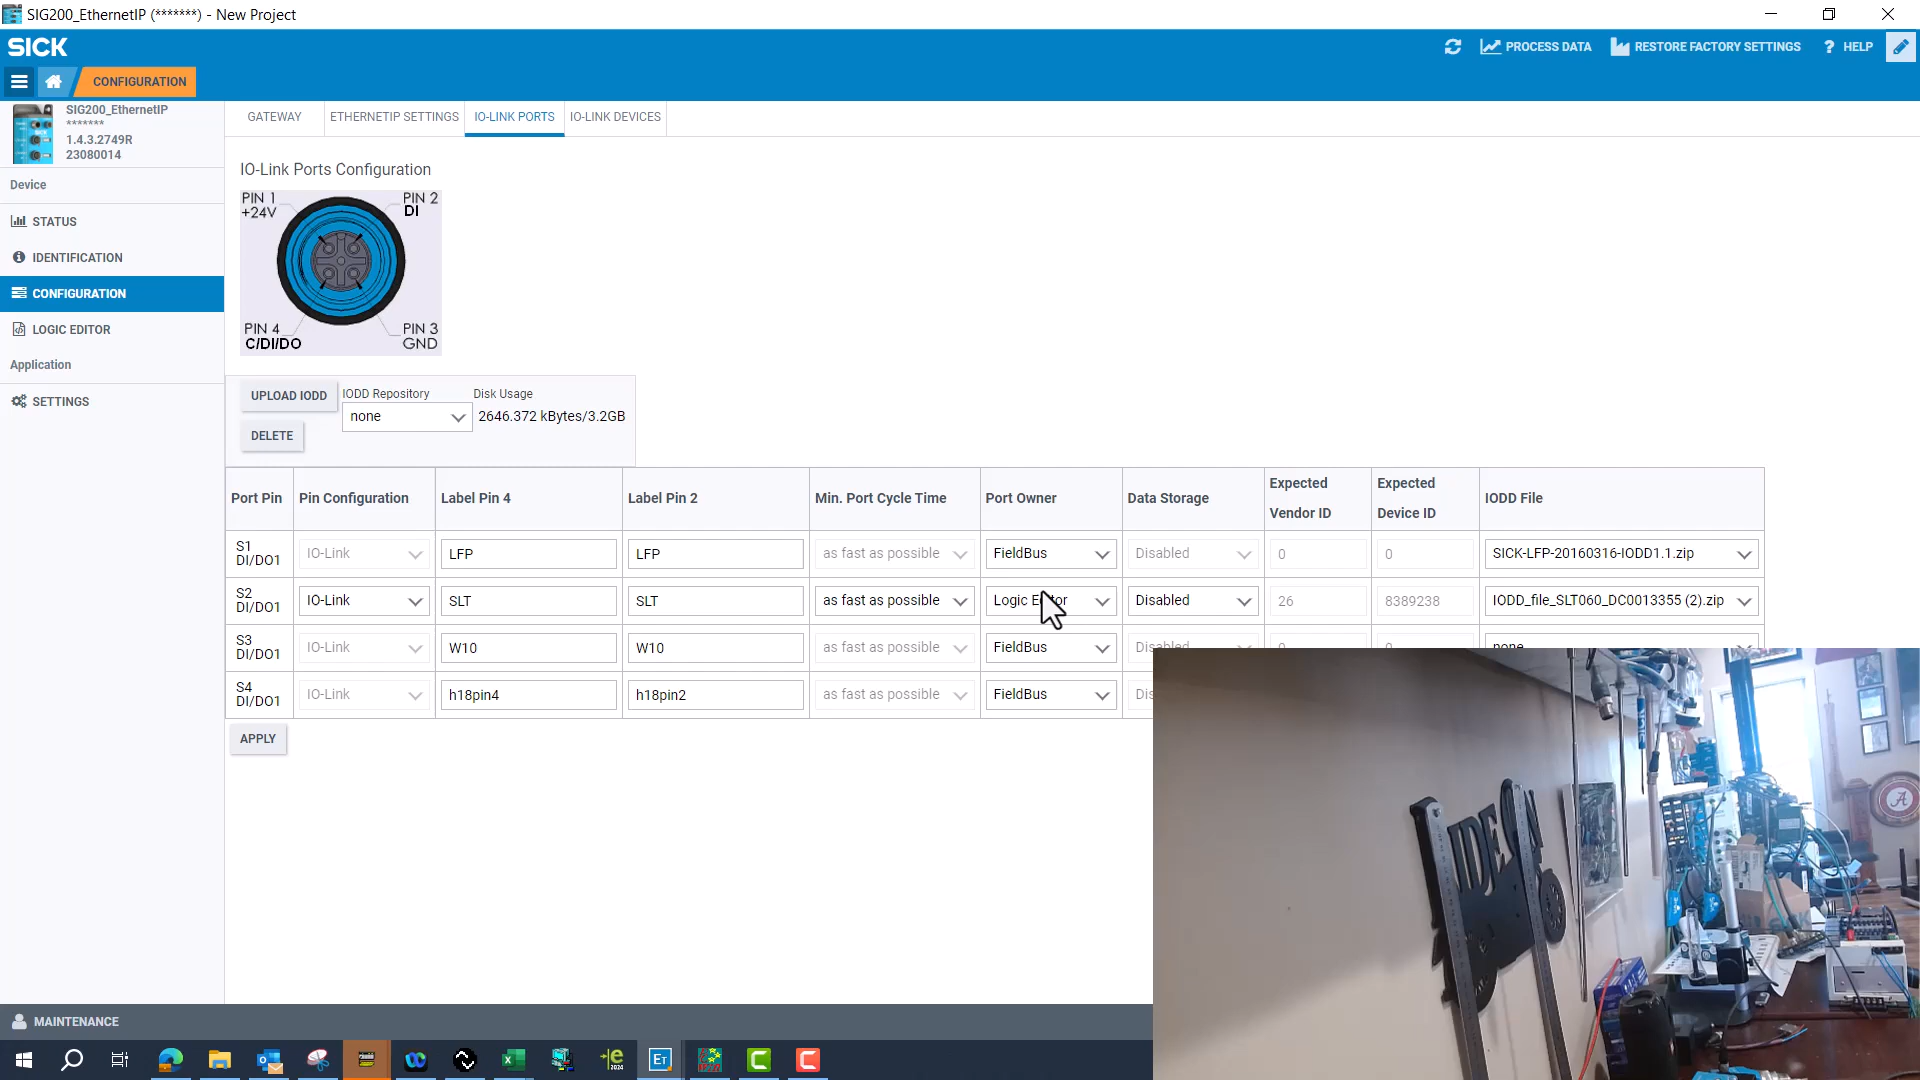 SIG200_EthernetIP (*******) - New Project
SICK
PROCESS DATA
RESTORE FACTORY SETTINGS
? HELP
CONFIGURATION
SIG200_EthernetIP
*******
1.4.3.2749R
23080014
GATEWAY
ETHERNETIP SETTINGS
IO-LINK PORTS
IO-LINK DEVICES
Device
STATUS
IDENTIFICATION
CONFIGURATION
LOGIC EDITOR
Application
SETTINGS
IO-Link Ports Configuration
PIN 1
+24V
PIN 2
DI
PIN 4
C/DI/DO
PIN 3
GND
UPLOAD IODD
IODD Repository
Disk Usage
none
2646.372 kBytes/3.2GB
DELETE
Port Pin
Pin Configuration
Label Pin 4
Label Pin 2
Min. Port Cycle Time
Port Owner
Data Storage
Expected
Vendor ID
Expected
Device ID
IODD File
S1
DI/DO1
IO-Link
LFP
LFP
as fast as possible
FieldBus
Disabled
0
0
SICK-LFP-20160316-IODD1.1.zip
S2
DI/DO1
IO-Link
SLT
SLT
as fast as possible
Logic Editor
Disabled
26
8389238
IODD_file_SLT060_DC0013355 (2).zip
S3
DI/DO1
IO-Link
W10
W10
as fast as possible
FieldBus
Disabled
0
0
none
S4
DI/DO1
IO-Link
h18pin4
h18pin2
as fast as possible
FieldBus
Dis
APPLY
MAINTENANCE